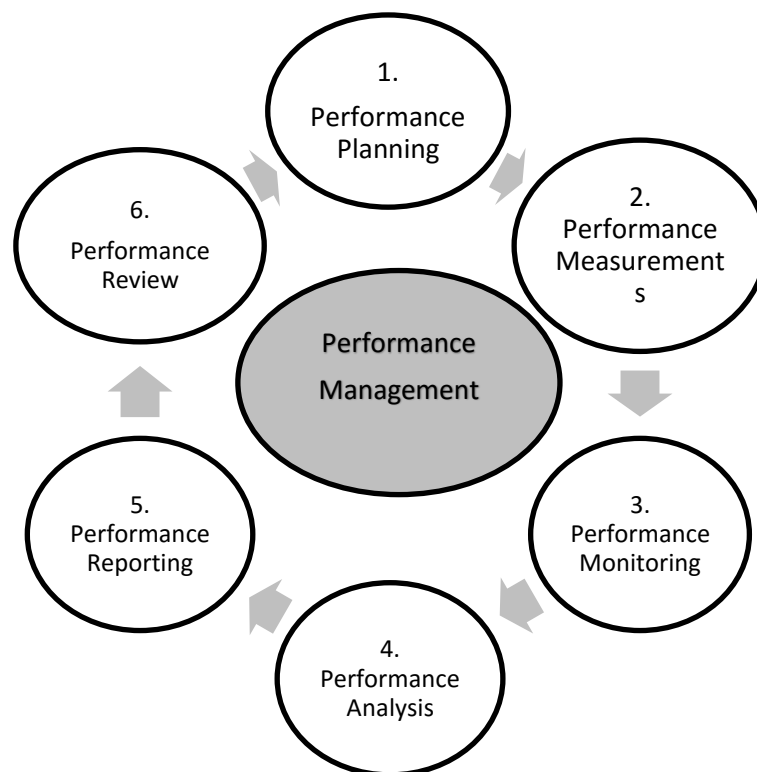 1.
Performance
Planning
2.
Performance
Measurement
s
3.
Performance
Monitoring
4.
Performance
Analysis
5.
Performance
Reporting
6.
Performance
Review
Performance
Management